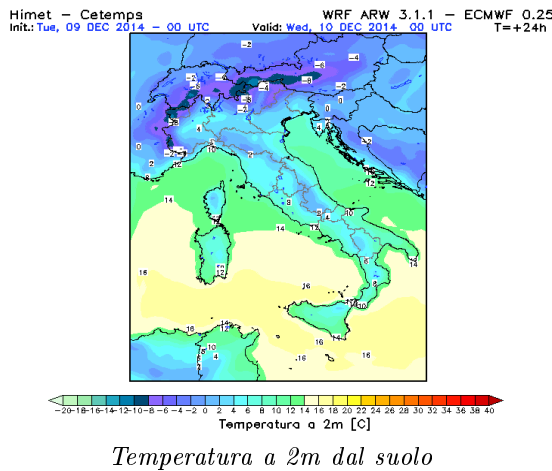 Himet – Cetemps WRF ARW 3.1.1 – ECMWF 0.25
Init.: Tue, 09 DEC 2014 – 00 UTC Valid: Wed, 10 DEC 2014 – 00 UTC T=+24h
-20-18-16-14-12-10-8 -6 -4 -2 0 2 4 6 8 10 12 14 16 18 20 22 24 26 28 30 32 34 36 38 40
Temperatura a 2m [C]
Temperatura a 2m dal suolo